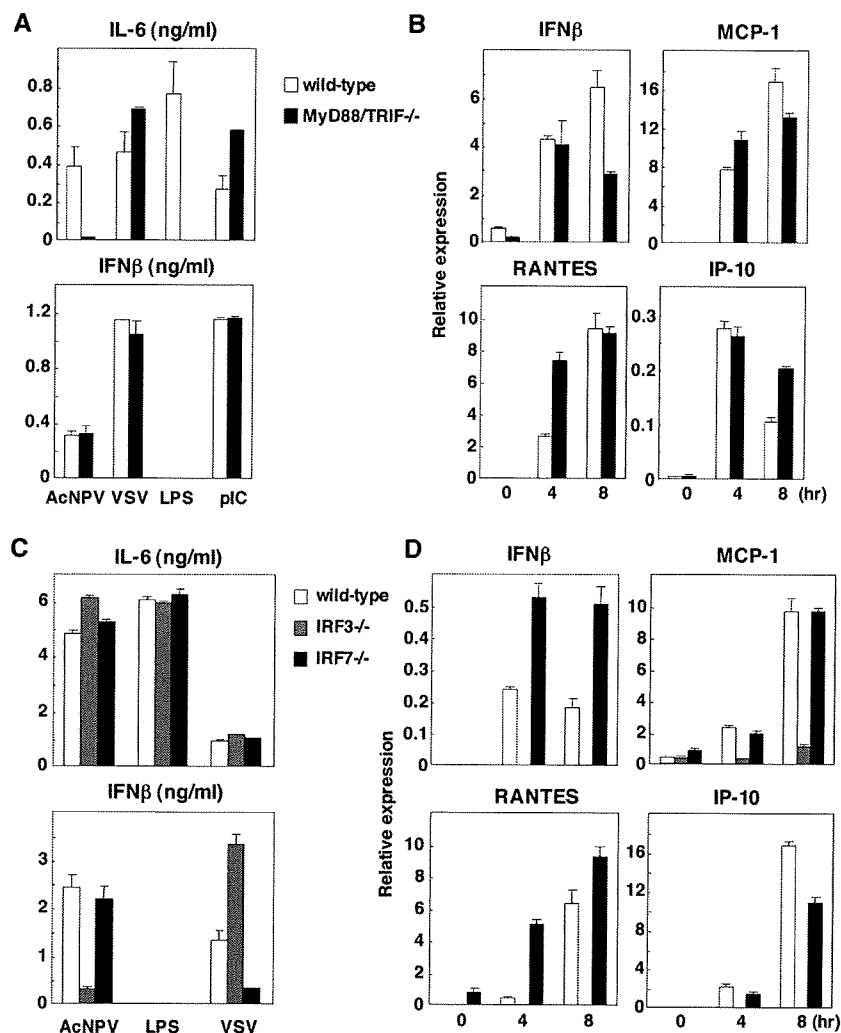 A
IL-6 (ng/ml)
0.8
0.6
0.4
0.2
0
wild-type
MyD88/TRIF-/-
IFNβ (ng/ml)
1.2
0.8
0.4
0
AcNPV VSV LPS pIC
B
Relative expression
IFNβ
6
4
2
0
MCP-1
16
12
8
4
0
RANTES
10
8
6
4
2
0
0 4 8
IP-10
0.3
0.2
0.1
0
0 4 8 (hr)
C
IL-6 (ng/ml)
6
4
2
0
wild-type
IRF3-/-
IRF7-/-
IFNβ (ng/ml)
3
2
1
0
AcNPV LPS VSV
D
Relative expression
IFNβ
0.5
0.4
0.3
0.2
0.1
0
MCP-1
10
8
6
4
2
0
RANTES
10
8
6
4
2
0
0 4 8
IP-10
16
12
8
4
0
0 4 8 (hr)